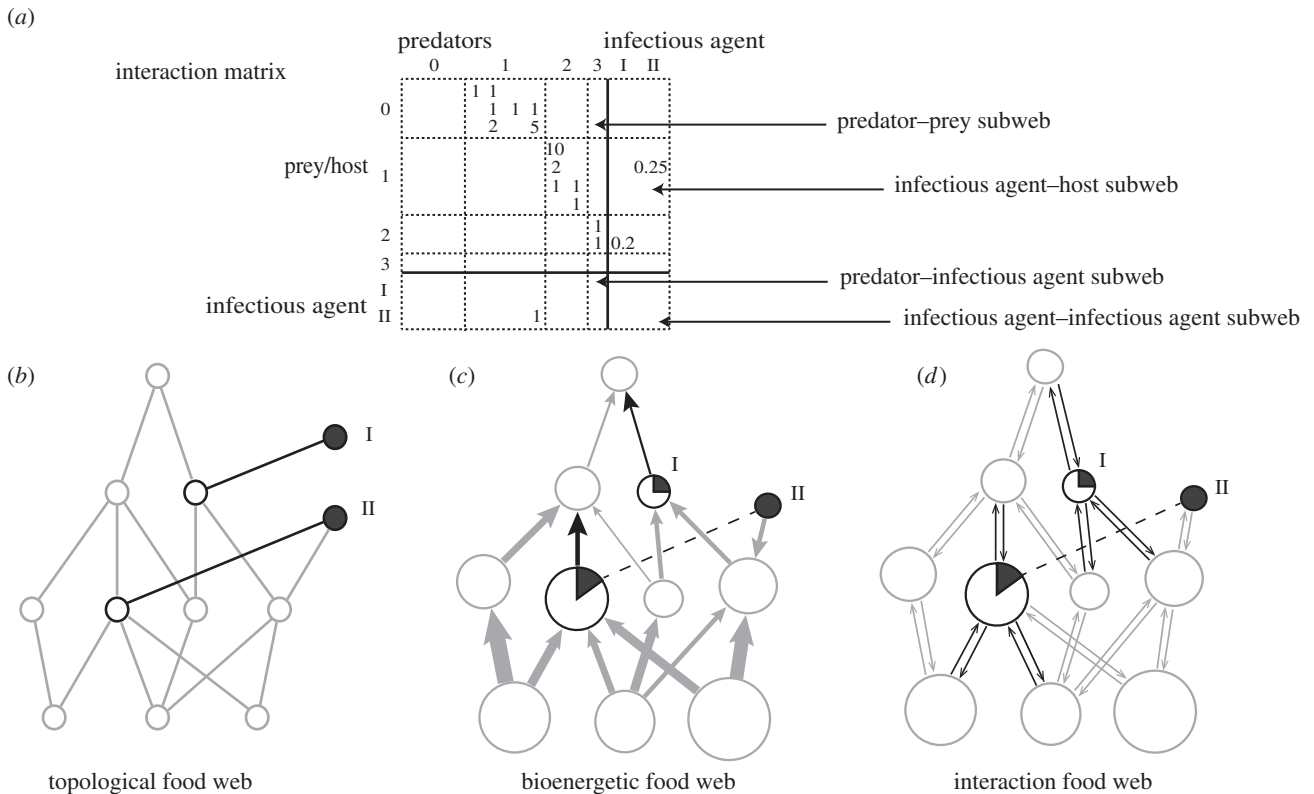 (a)
predators infectious agent
interaction matrix
0 1 2 3 I II
0
1 1
1 1 1
2 5
predator–prey subweb
prey/host
1
10
2 0.25
1 1
1
infectious agent–host subweb
2
1
1 0.2
3
predator–infectious agent subweb
infectious agent
I
II
1
infectious agent–infectious agent subweb
(b)
I
II
topological food web
(c)
I
II
bioenergetic food web
(d)
I
II
interaction food web